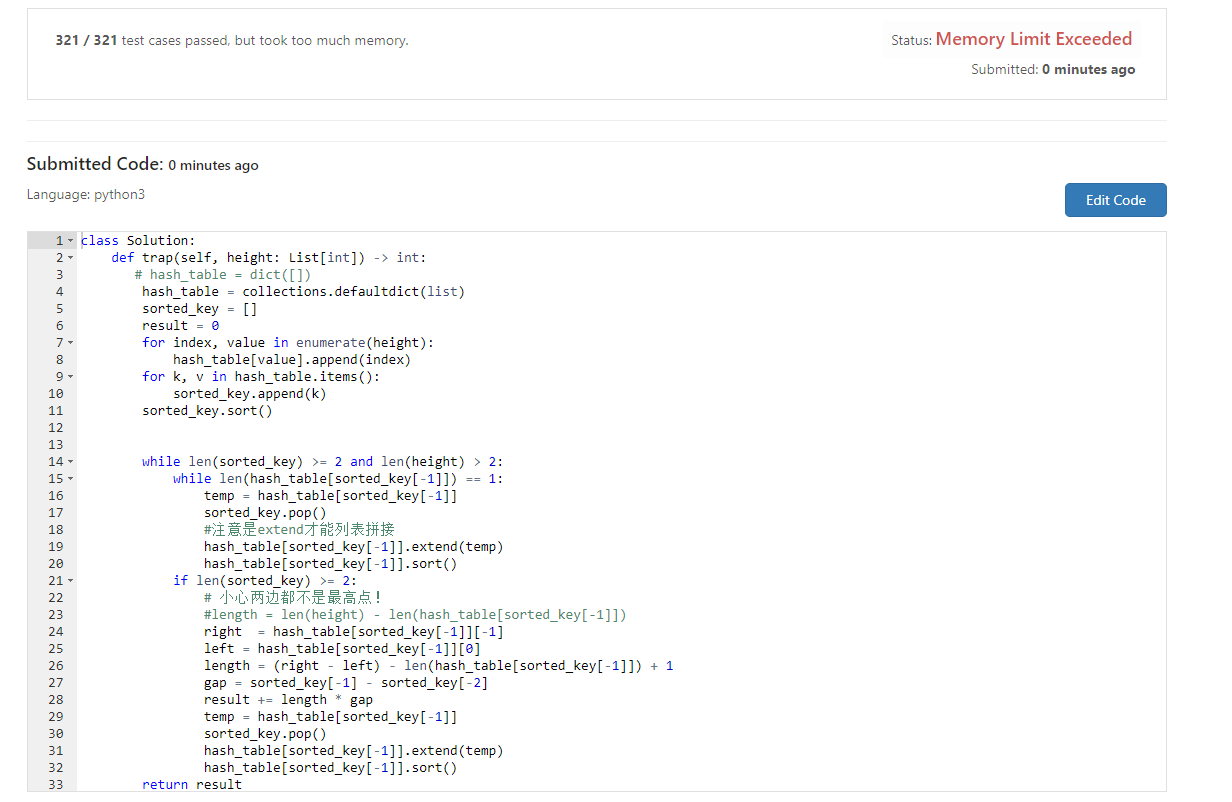 321 / 321 test cases passed, but took too much memory.
Status: Memory Limit Exceeded
Submitted: 0 minutes ago
Submitted Code: 0 minutes ago
Language: python3
Edit Code
1 class Solution:
2     def trap(self, height: List[int]) -> int:
3        # hash_table = dict([])
4         hash_table = collections.defaultdict(list)
5         sorted_key = []
6         result = 0
7         for index, value in enumerate(height):
8             hash_table[value].append(index)
9         for k, v in hash_table.items():
10             sorted_key.append(k)
11         sorted_key.sort()
12
13
14         while len(sorted_key) >= 2 and len(height) > 2:
15             while len(hash_table[sorted_key[-1]]) == 1:
16                 temp = hash_table[sorted_key[-1]]
17                 sorted_key.pop()
18                 #注意是extend才能列表拼接
19                 hash_table[sorted_key[-1]].extend(temp)
20                 hash_table[sorted_key[-1]].sort()
21             if len(sorted_key) >= 2:
22                 # 小心两边都不是最高点！
23                 #length = len(height) - len(hash_table[sorted_key[-1]])
24                 right  = hash_table[sorted_key[-1]][-1]
25                 left = hash_table[sorted_key[-1]][0]
26                 length = (right - left) - len(hash_table[sorted_key[-1]]) + 1
27                 gap = sorted_key[-1] - sorted_key[-2]
28                 result += length * gap
29                 temp = hash_table[sorted_key[-1]]
30                 sorted_key.pop()
31                 hash_table[sorted_key[-1]].extend(temp)
32                 hash_table[sorted_key[-1]].sort()
33         return result